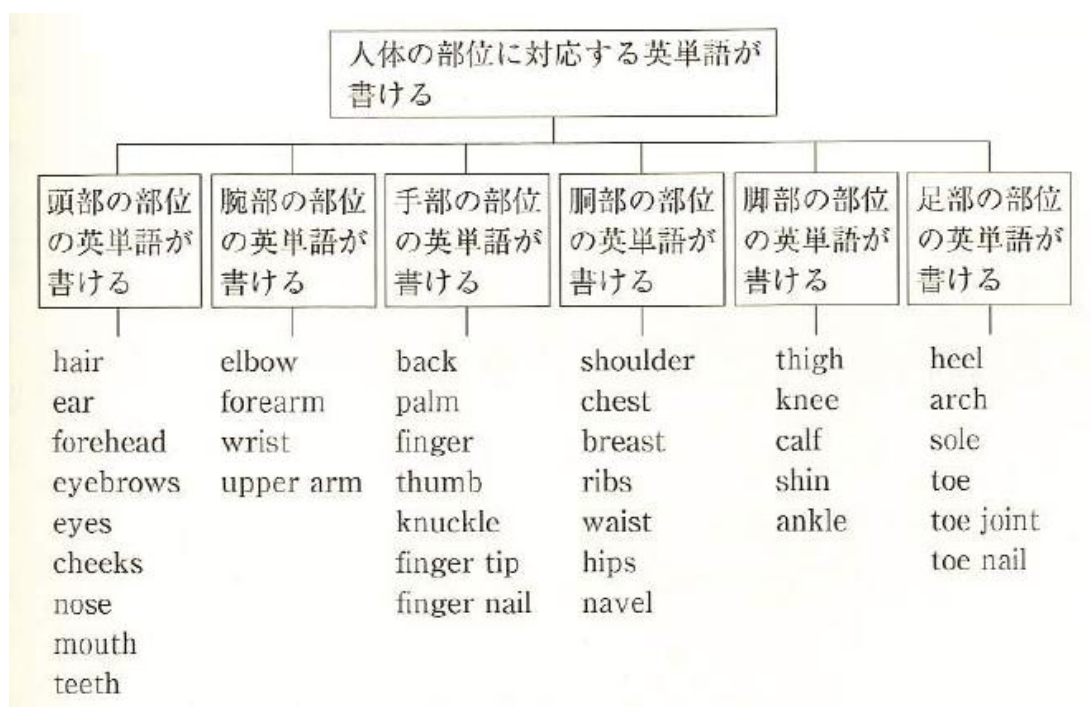 人体の部位に対応する英単語が
書ける
頭部の部位
の英単語が
書ける
hair
ear
forehead
eyebrows
eyes
cheeks
nose
mouth
teeth
腕部の部位
の英単語が
書ける
elbow
forearm
wrist
upper arm
手部の部位
の英単語が
書ける
back
palm
finger
thumb
knuckle
finger tip
finger nail
胴部の部位
の英単語が
書ける
shoulder
chest
breast
ribs
waist
hips
navel
脚部の部位
の英単語が
書ける
thigh
knee
calf
shin
ankle
足部の部位
の英単語が
書ける
heel
arch
sole
toe
toe joint
toe nail